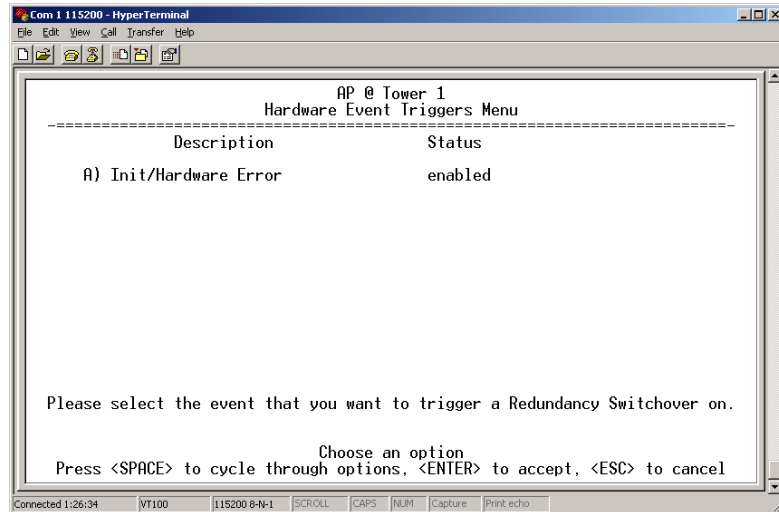 Com 1 115200 - HyperTerminal
File Edit View Call Transfer Help
AP @ Tower 1
Hardware Event Triggers Menu
-==========================================================================-
Description Status
A) Init/Hardware Error enabled
Please select the event that you want to trigger a Redundancy Switchover on.
Choose an option
Press <SPACE> to cycle through options, <ENTER> to accept, <ESC> to cancel
Connected 1:26:34 VT100 115200 8-N-1 SCROLL CAPS NUM Capture Print echo